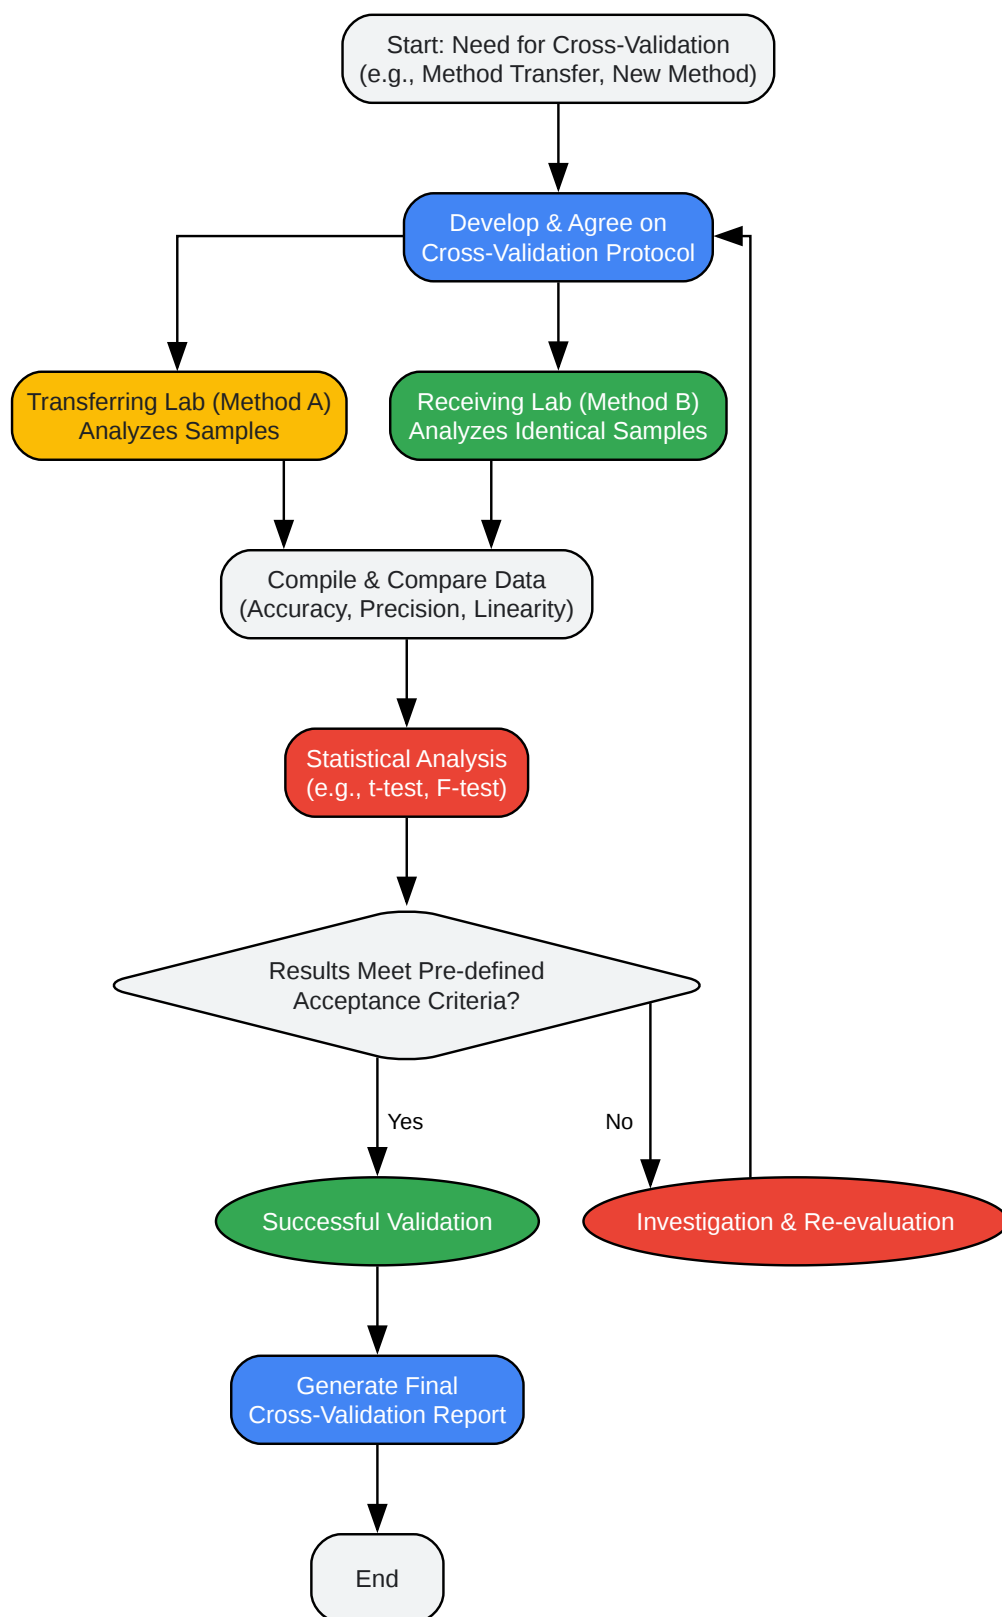 Start: Need for Cross-Validation
(e.g., Method Transfer, New Method)
Develop & Agree on
Cross-Validation Protocol
Transferring Lab (Method A)
Analyzes Samples
Receiving Lab (Method B)
Analyzes Identical Samples
Compile & Compare Data
(Accuracy, Precision, Linearity)
Statistical Analysis
(e.g., t-test, F-test)
Results Meet Pre-defined
Acceptance Criteria?
Yes
No
Successful Validation
Investigation & Re-evaluation
Generate Final
Cross-Validation Report
End